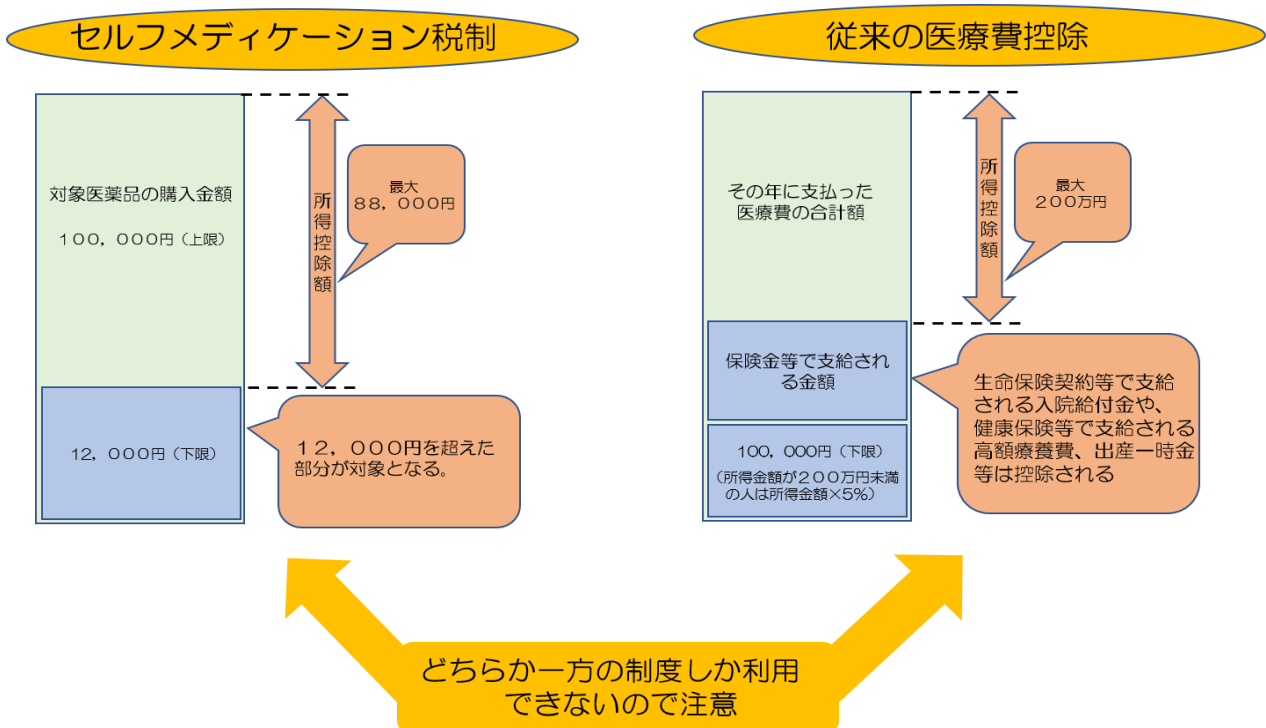 セルフメディケーション税制
対象医薬品の購入金額
１００，０００円（上限）
所得控除額
最大
８８，０００円
12，０００円（下限）
１２，０００円を超えた
部分が対象となる。
従来の医療費控除
その年に支払った
医療費の合計額
所得控除額
最大
２００万円
保険金等で支給され
る金額
100，０００円（下限）
（所得金額が２００万円未満
の人は所得金額×5%）
生命保険契約等で支給
される入院給付金や、
健康保険等で支給される
高額療養費、出産一時金
等は控除される
どちらか一方の制度しか利用
できないので注意